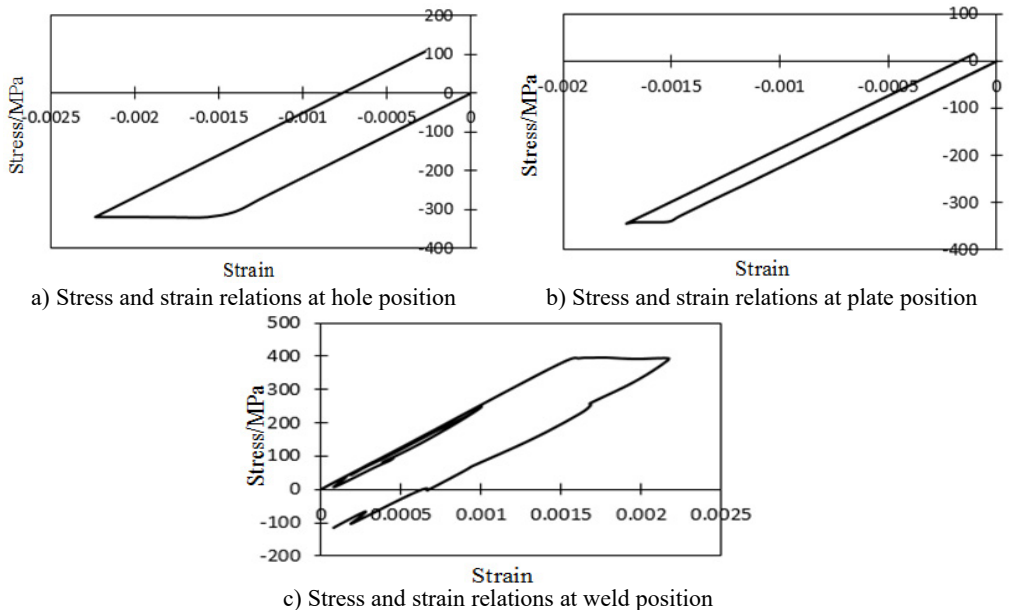 200
100
0
-100
-200
-300
-400
-0.0025 -0.002 -0.0015 -0.001 -0.0005 0
Stress/MPa
Strain
a) Stress and strain relations at hole position
100
0
-100
-200
-300
-400
-0.002 -0.0015 -0.001 -0.0005 0
Stress/MPa
Strain
b) Stress and strain relations at plate position
500
400
300
200
100
0
-100
-200
0 0.0005 0.001 0.0015 0.002 0.0025
Stress/MPa
Strain
c) Stress and strain relations at weld position